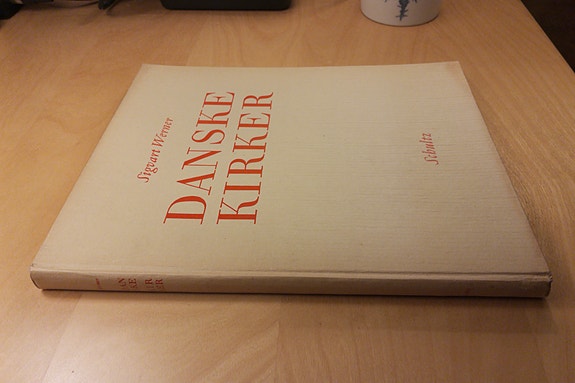 Sigvart Werner
DANSKE
KIRKER
Schultz